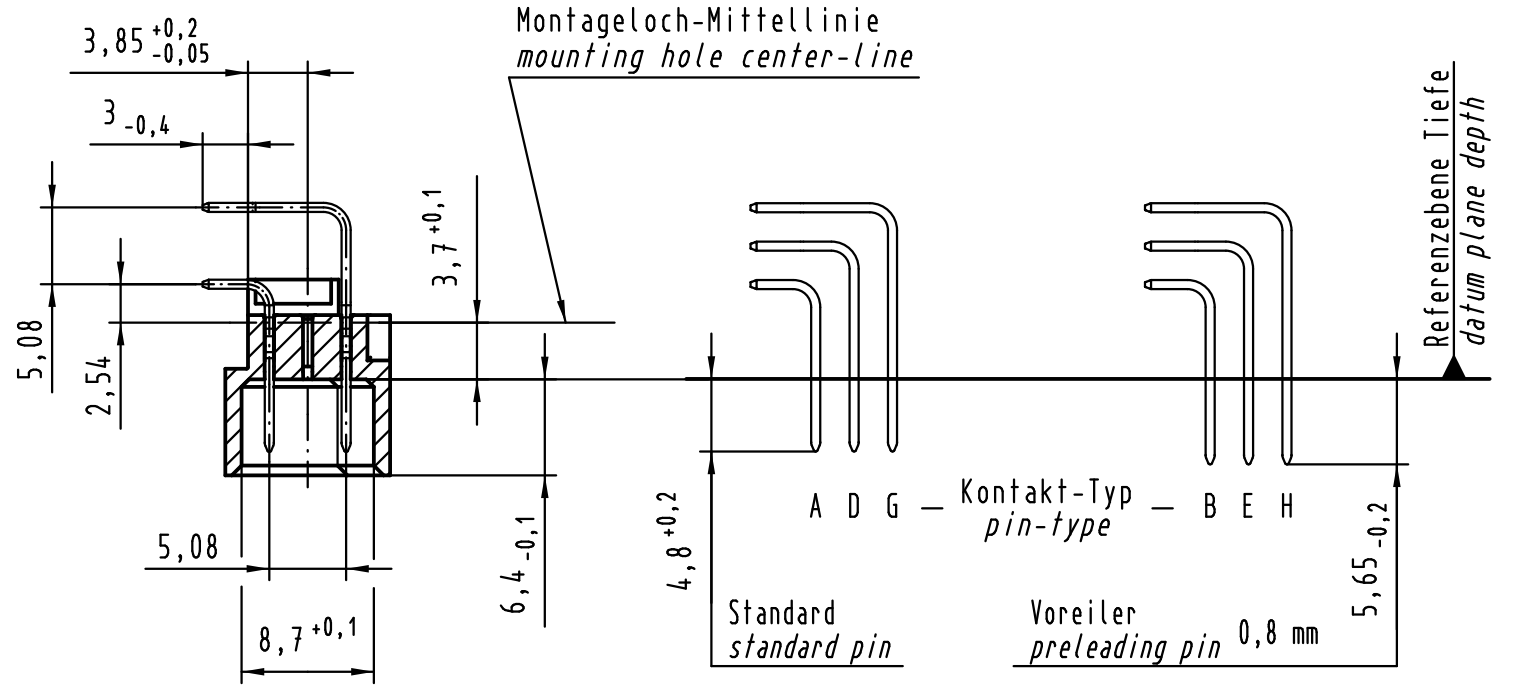 Montageloch-Mittellinie
mounting hole center-line
3,85 +0,2 -0,05
3 -0,4
5,08
2,54
3,7 +0,1
6,4 -0,1
5,08
8,7 +0,1
Referenzebene Tiefe
datum plane depth
A D G – Kontakt-Typ – B E H
pin-type
4,8 +0,2
5,65 -0,2
Standard
standard pin
Voreiler
preleading pin 0,8 mm